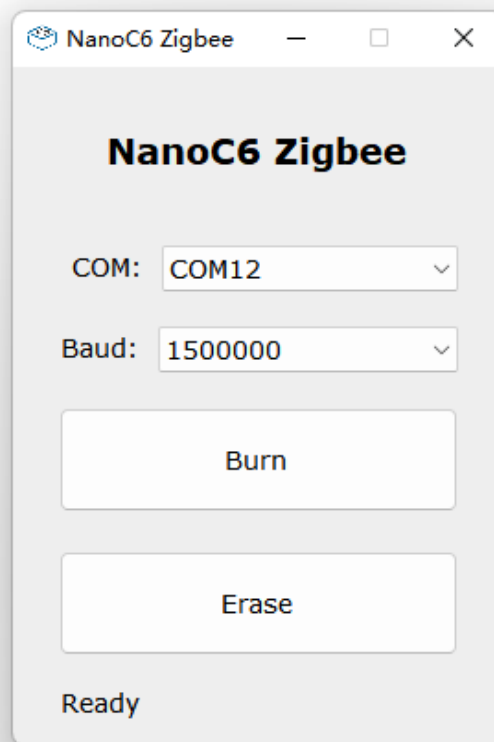 NanoC6 Zigbee
NanoC6 Zigbee
COM: COM12
Baud: 1500000
Burn
Erase
Ready